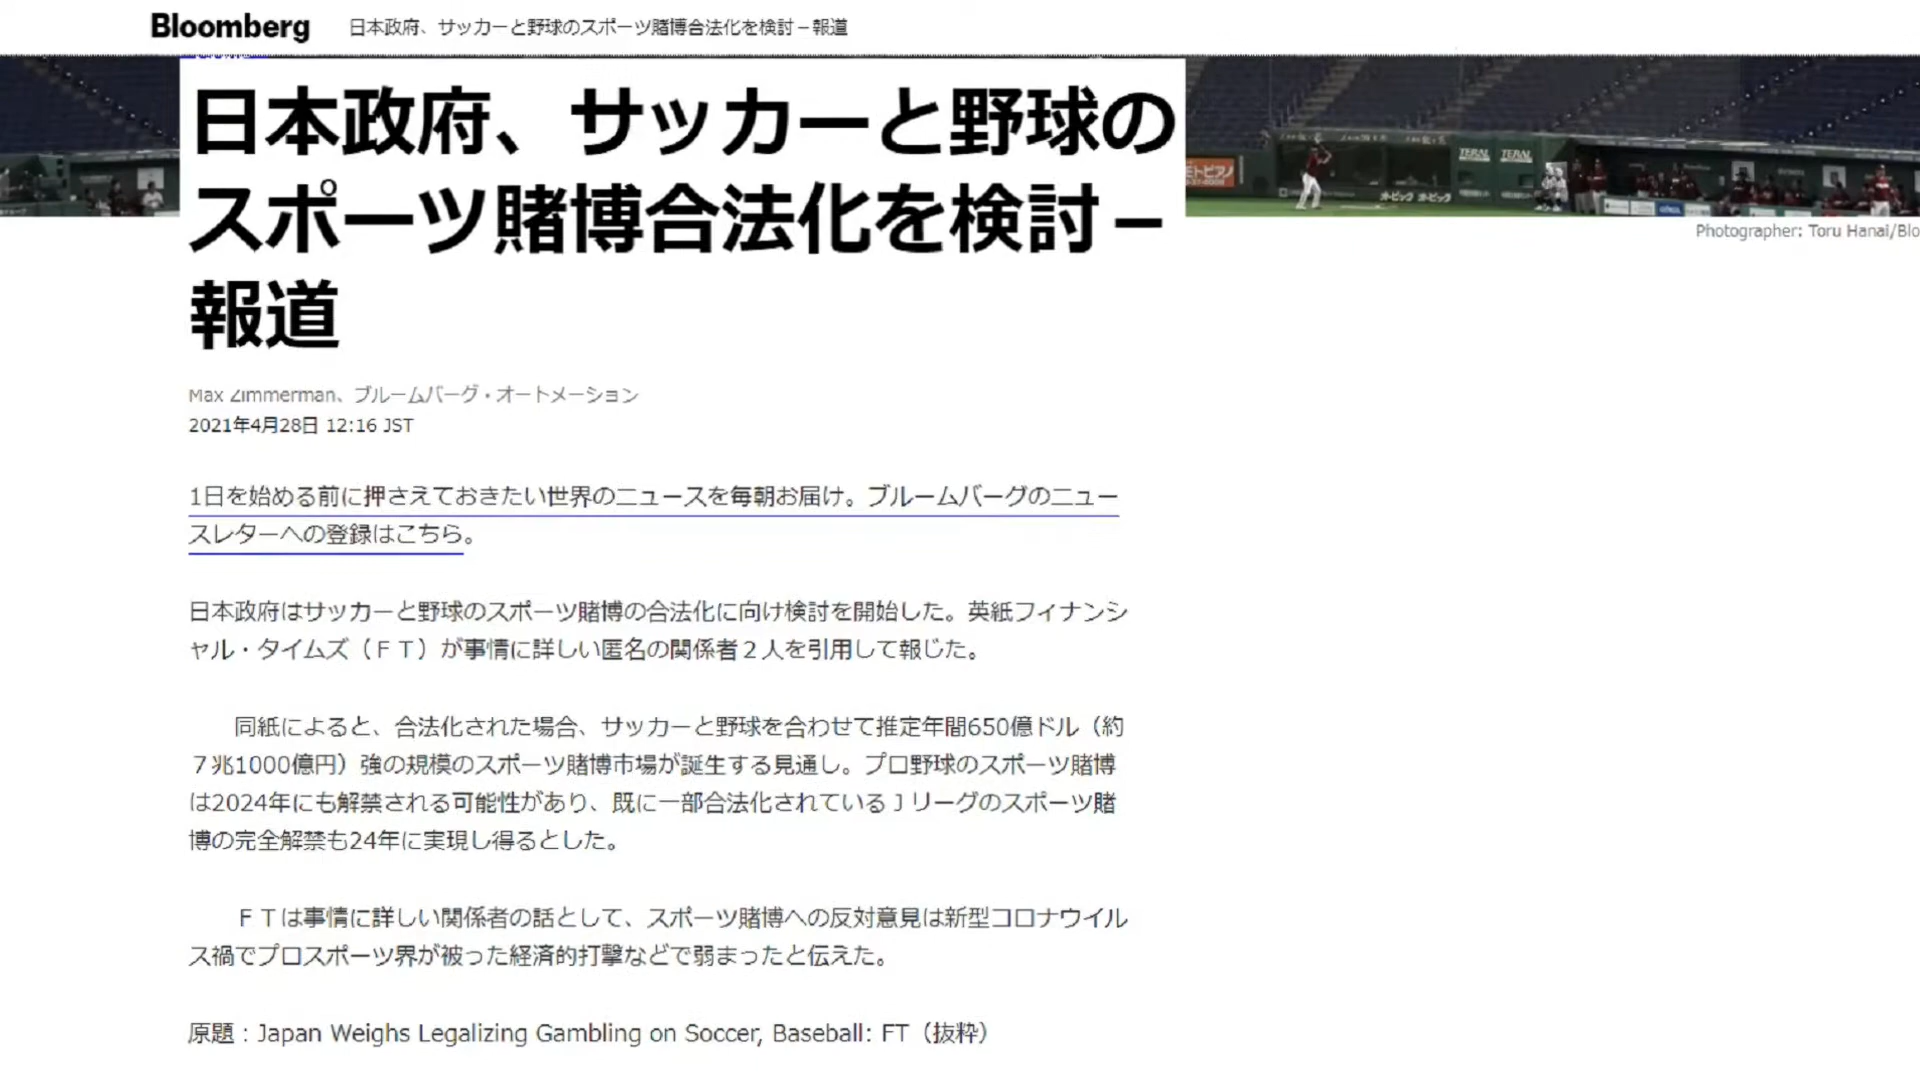 Bloomberg 日本政府、サッカーと野球のスポーツ賭博合法化を検討－報道
日本政府、サッカーと野球の
スポーツ賭博合法化を検討－
報道
TERAL TERAL
Photographer: Toru Hanai/Blo
Max Zimmerman、ブルームバーグ・オートメーション
2021年4月28日 12:16 JST
1日を始める前に押さえておきたい世界のニュースを毎朝お届け。ブルームバーグのニュー
スレターへの登録はこちら。
日本政府はサッカーと野球のスポーツ賭博の合法化に向け検討を開始した。英紙フィナンシ
ャル・タイムズ（ＦＴ）が事情に詳しい匿名の関係者２人を引用して報じた。
同紙によると、合法化された場合、サッカーと野球を合わせて推定年間650億ドル（約
７兆1000億円）強の規模のスポーツ賭博市場が誕生する見通し。プロ野球のスポーツ賭博
は2024年にも解禁される可能性があり、既に一部合法化されているＪリーグのスポーツ賭
博の完全解禁も24年に実現し得るとした。
ＦＴは事情に詳しい関係者の話として、スポーツ賭博への反対意見は新型コロナウイル
ス禍でプロスポーツ界が被った経済的打撃などで弱まったと伝えた。
原題：Japan Weighs Legalizing Gambling on Soccer, Baseball: FT（抜粋）